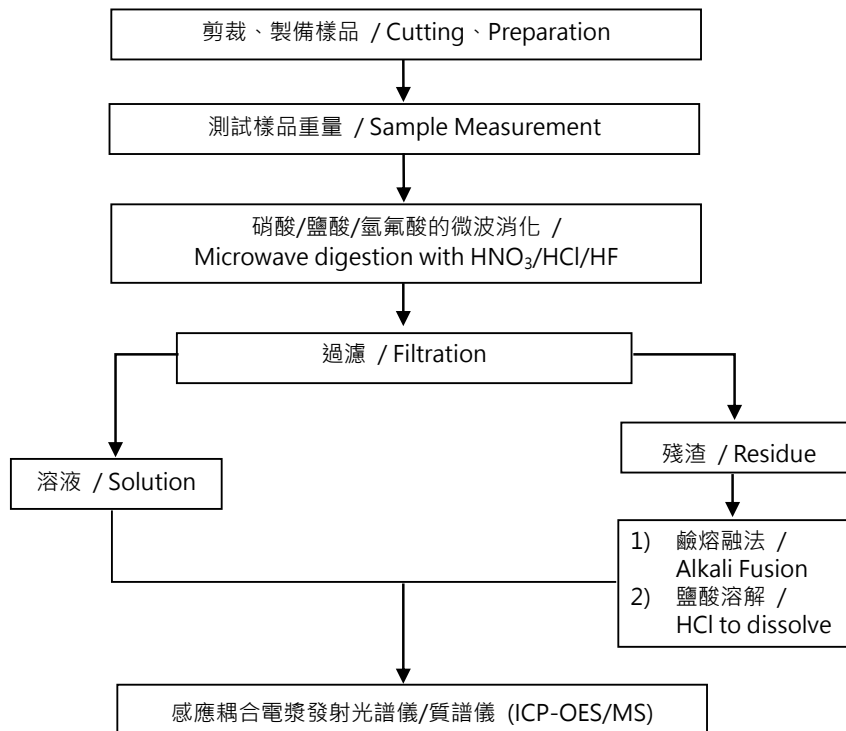 剪裁、製備樣品 / Cutting、Preparation
測試樣品重量 / Sample Measurement
硝酸/鹽酸/氫氟酸的微波消化 /
Microwave digestion with HNO₃/HCl/HF
過濾 / Filtration
溶液 / Solution
殘渣 / Residue
1) 鹼熔融法 /
Alkali Fusion
2) 鹽酸溶解 /
HCl to dissolve
感應耦合電漿發射光譜儀/質譜儀 (ICP-OES/MS)